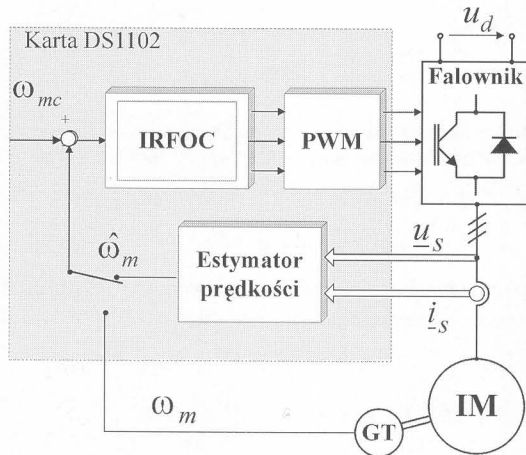 u_d
Karta DS1102
Falownik
ω_mc
+
IRFOC
PWM
u_s
ω̂_m
Estymator
prędkości
i_s
ω_m
GT
IM